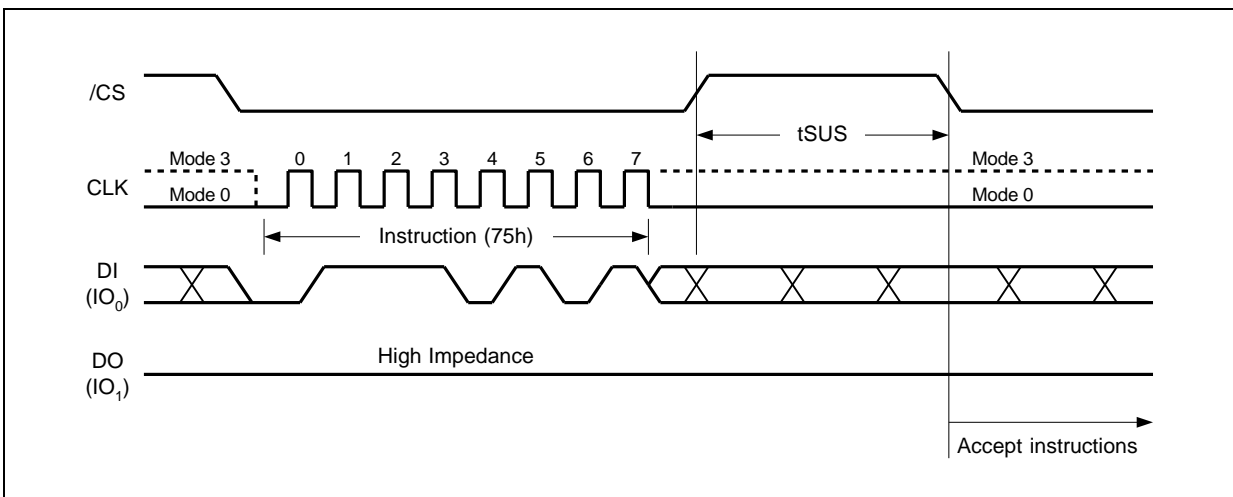 /CS
tSUS
Mode 3
0 1 2 3 4 5 6 7
Mode 3
CLK
Mode 0
Mode 0
Instruction (75h)
DI
(IO0)
High Impedance
DO
(IO1)
Accept instructions